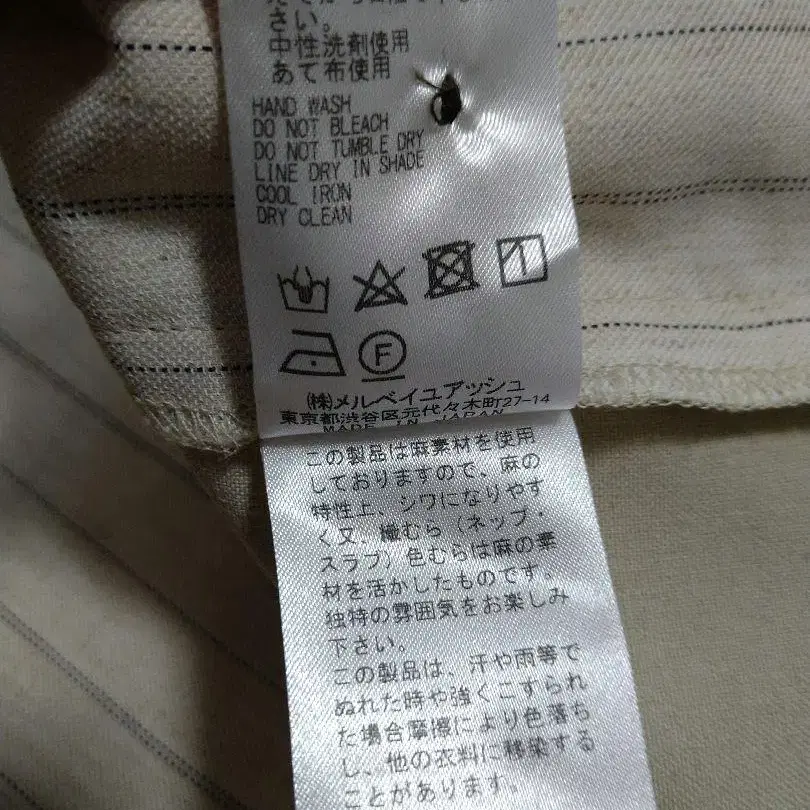 さい。
中性洗剤使用
あて布使用
HAND WASH
DO NOT BLEACH
DO NOT TUMBLE DRY
LINE DRY IN SHADE
COOL IRON
DRY CLEAN
F
(株)メルベイユアッシュ
東京都渋谷区元代々木町27-14
MADE IN JAPAN
この製品は麻素材を使用
しておりますので、麻の
特性上、シワになりやす
く又、織むら(ネップ・
スラブ)色むらは麻の素
材を活かしたものです。
独特の雰囲気をお楽しみ
下さい。
この製品は、汗や雨等で
ぬれた時や強くこすられ
た場合摩擦により色落ち
し、他の衣料に移染する
ことがあります。